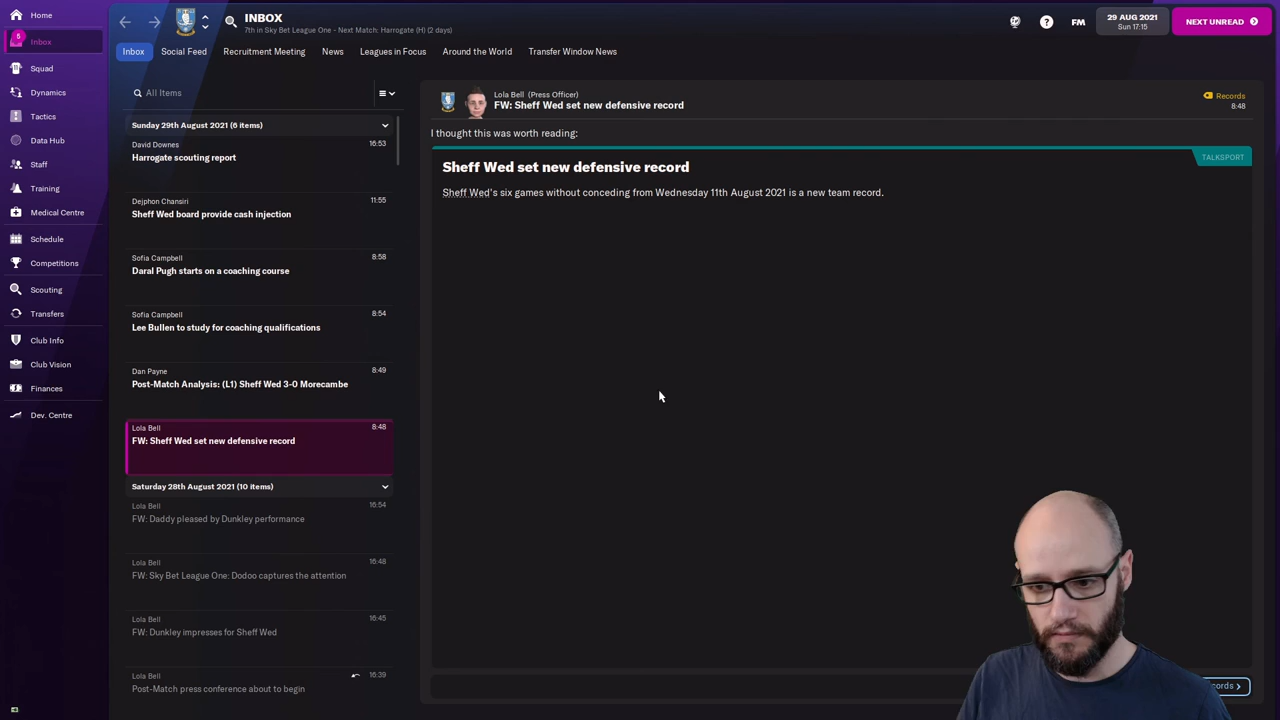 Home
INBOX
7th in Sky Bet League One - Next Match: Harrogate (H) (2 days)
FM
29 AUG 2021
Sun 17:15
NEXT UNREAD
5
Inbox
Squad
Dynamics
Tactics
Data Hub
Staff
Training
Medical Centre
Schedule
Competitions
Scouting
Transfers
Club Info
Club Vision
Finances
Dev. Centre
Inbox
Social Feed
Recruitment Meeting
News
Leagues in Focus
Around the World
Transfer Window News
All Items
Sunday 29th August 2021 (6 items)
David Downes 16:53
Harrogate scouting report
Dejphon Chansiri 11:55
Sheff Wed board provide cash injection
Sofia Campbell 8:58
Daral Pugh starts on a coaching course
Sofia Campbell 8:54
Lee Bullen to study for coaching qualifications
Dan Payne 8:49
Post-Match Analysis: (L1) Sheff Wed 3-0 Morecambe
Lola Bell 8:48
FW: Sheff Wed set new defensive record
Saturday 28th August 2021 (10 items)
Lola Bell 16:54
FW: Daddy pleased by Dunkley performance
Lola Bell 16:48
FW: Sky Bet League One: Dodoo captures the attention
Lola Bell 16:45
FW: Dunkley impresses for Sheff Wed
Lola Bell 16:39
Post-Match press conference about to begin
Lola Bell (Press Officer)
FW: Sheff Wed set new defensive record
Records
8:48
I thought this was worth reading:
TALKSPORT
Sheff Wed set new defensive record
Sheff Wed's six games without conceding from Wednesday 11th August 2021 is a new team record.